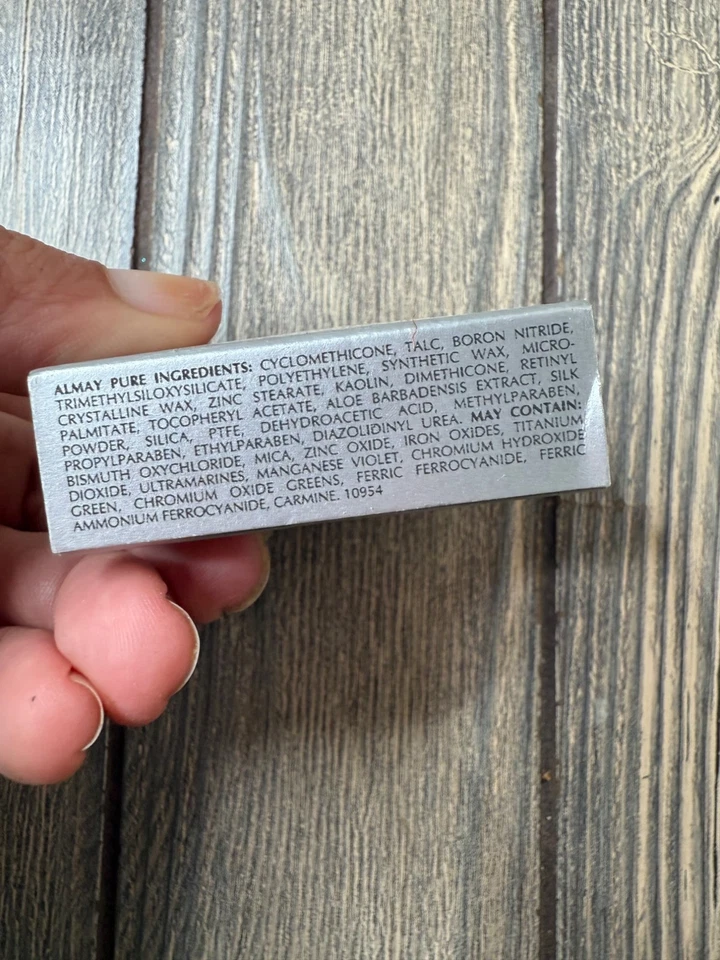 ALMAY PURE INGREDIENTS: CYCLOMETHICONE, TALC, BORON NITRIDE,
TRIMETHYLSILOXYSILICATE, POLYETHYLENE, SYNTHETIC WAX, MICRO-
CRYSTALLINE WAX, ZINC STEARATE, KAOLIN, DIMETHICONE, RETINYL
PALMITATE, TOCOPHERYL ACETATE, ALOE BARBADENSIS EXTRACT, SILK
POWDER, SILICA, PTFE, DEHYDROACETIC ACID, METHYLPARABEN,
PROPYLPARABEN, ETHYLPARABEN, DIAZOLIDINYL UREA. MAY CONTAIN:
BISMUTH OXYCHLORIDE, MICA, ZINC OXIDE, IRON OXIDES, TITANIUM
DIOXIDE, ULTRAMARINES, MANGANESE VIOLET, CHROMIUM HYDROXIDE
GREEN, CHROMIUM OXIDE GREENS, FERRIC FERROCYANIDE, FERRIC
AMMONIUM FERROCYANIDE, CARMINE. 10954